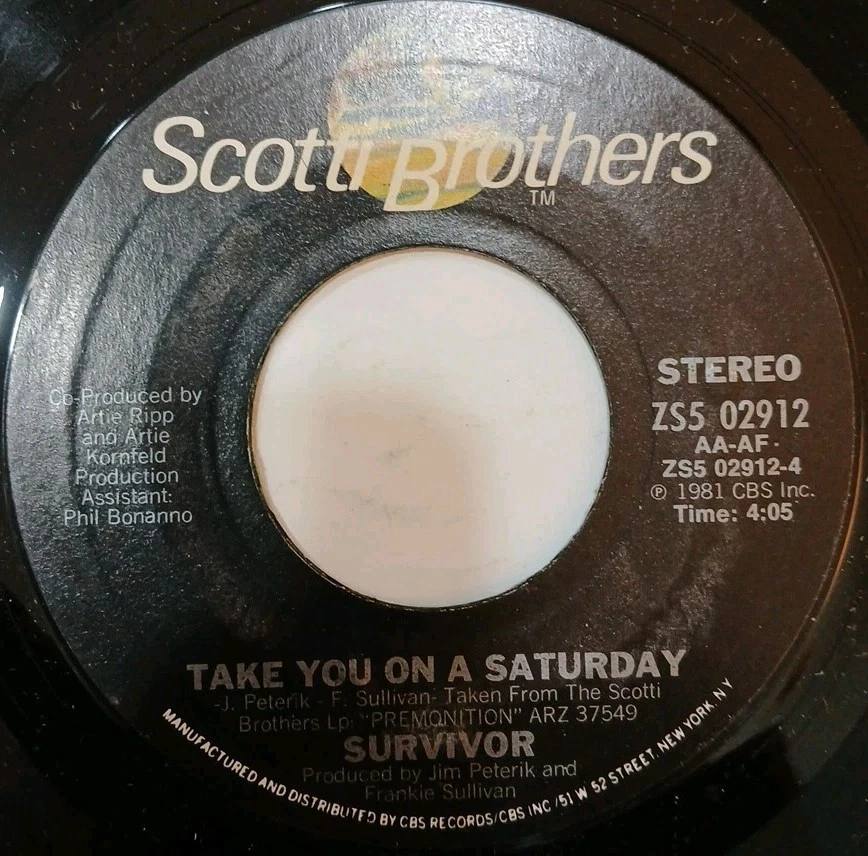 Scotti Brothers
TM
Co-Produced by
Artie Ripp
and Artie
Kornfeld
Production
Assistant:
Phil Bonanno
STEREO
ZS5 02912
AA-AF
ZS5 02912-4
℗ 1981 CBS Inc.
Time: 4:05
TAKE YOU ON A SATURDAY
-J. Peterik - F. Sullivan- Taken From The Scotti
Brothers Lp: "PREMONITION" ARZ 37549
SURVIVOR
Produced by Jim Peterik and
Frankie Sullivan
MANUFACTURED AND DISTRIBUTED BY CBS RECORDS/CBS INC./51 W 52 STREET, NEW YORK, N.Y